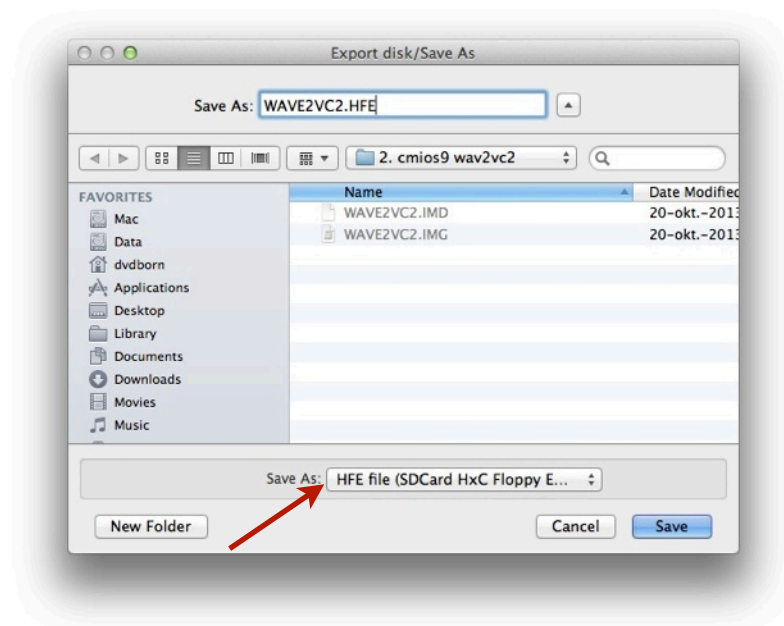 Export disk/Save As
Save As: WAVE2VC2.HFE
2. cmios9 wav2vc2
FAVORITES
Mac
Data
dvdborn
Applications
Desktop
Library
Documents
Downloads
Movies
Music
Name Date Modified
WAVE2VC2.IMD 20-okt.-2013
WAVE2VC2.IMG 20-okt.-2013
Save As: HFE file (SDCard HxC Floppy E...
New Folder Cancel Save